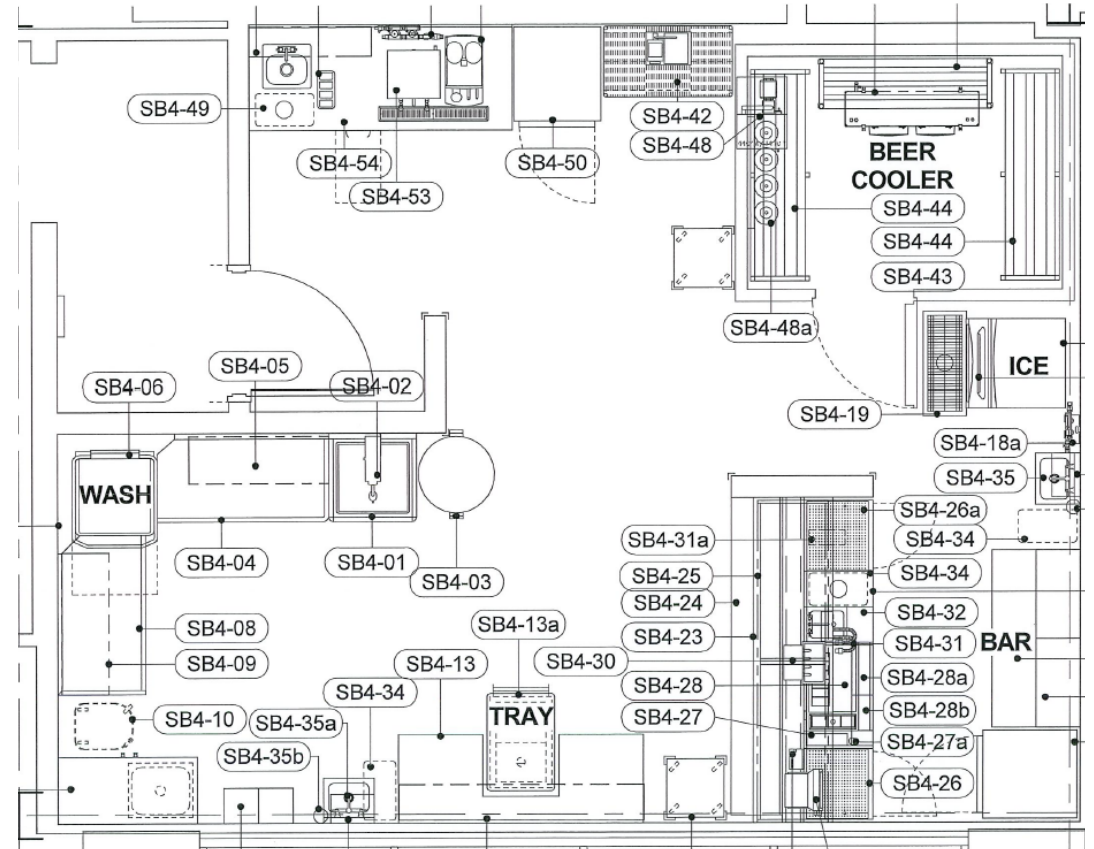 SB4-49
SB4-54
SB4-53
SB4-50
SB4-42
SB4-48
BEER
COOLER
SB4-44
SB4-44
SB4-43
SB4-48a
SB4-05
SB4-06
SB4-02
ICE
SB4-19
SB4-18a
SB4-35
WASH
SB4-04
SB4-01
SB4-03
SB4-26a
SB4-34
SB4-31a
SB4-25
SB4-34
SB4-24
SB4-32
SB4-23
SB4-31
BAR
SB4-30
SB4-28a
SB4-28
SB4-28b
SB4-27
SB4-27a
SB4-26
SB4-08
SB4-09
SB4-13a
SB4-13
SB4-34
TRAY
SB4-10
SB4-35a
SB4-35b